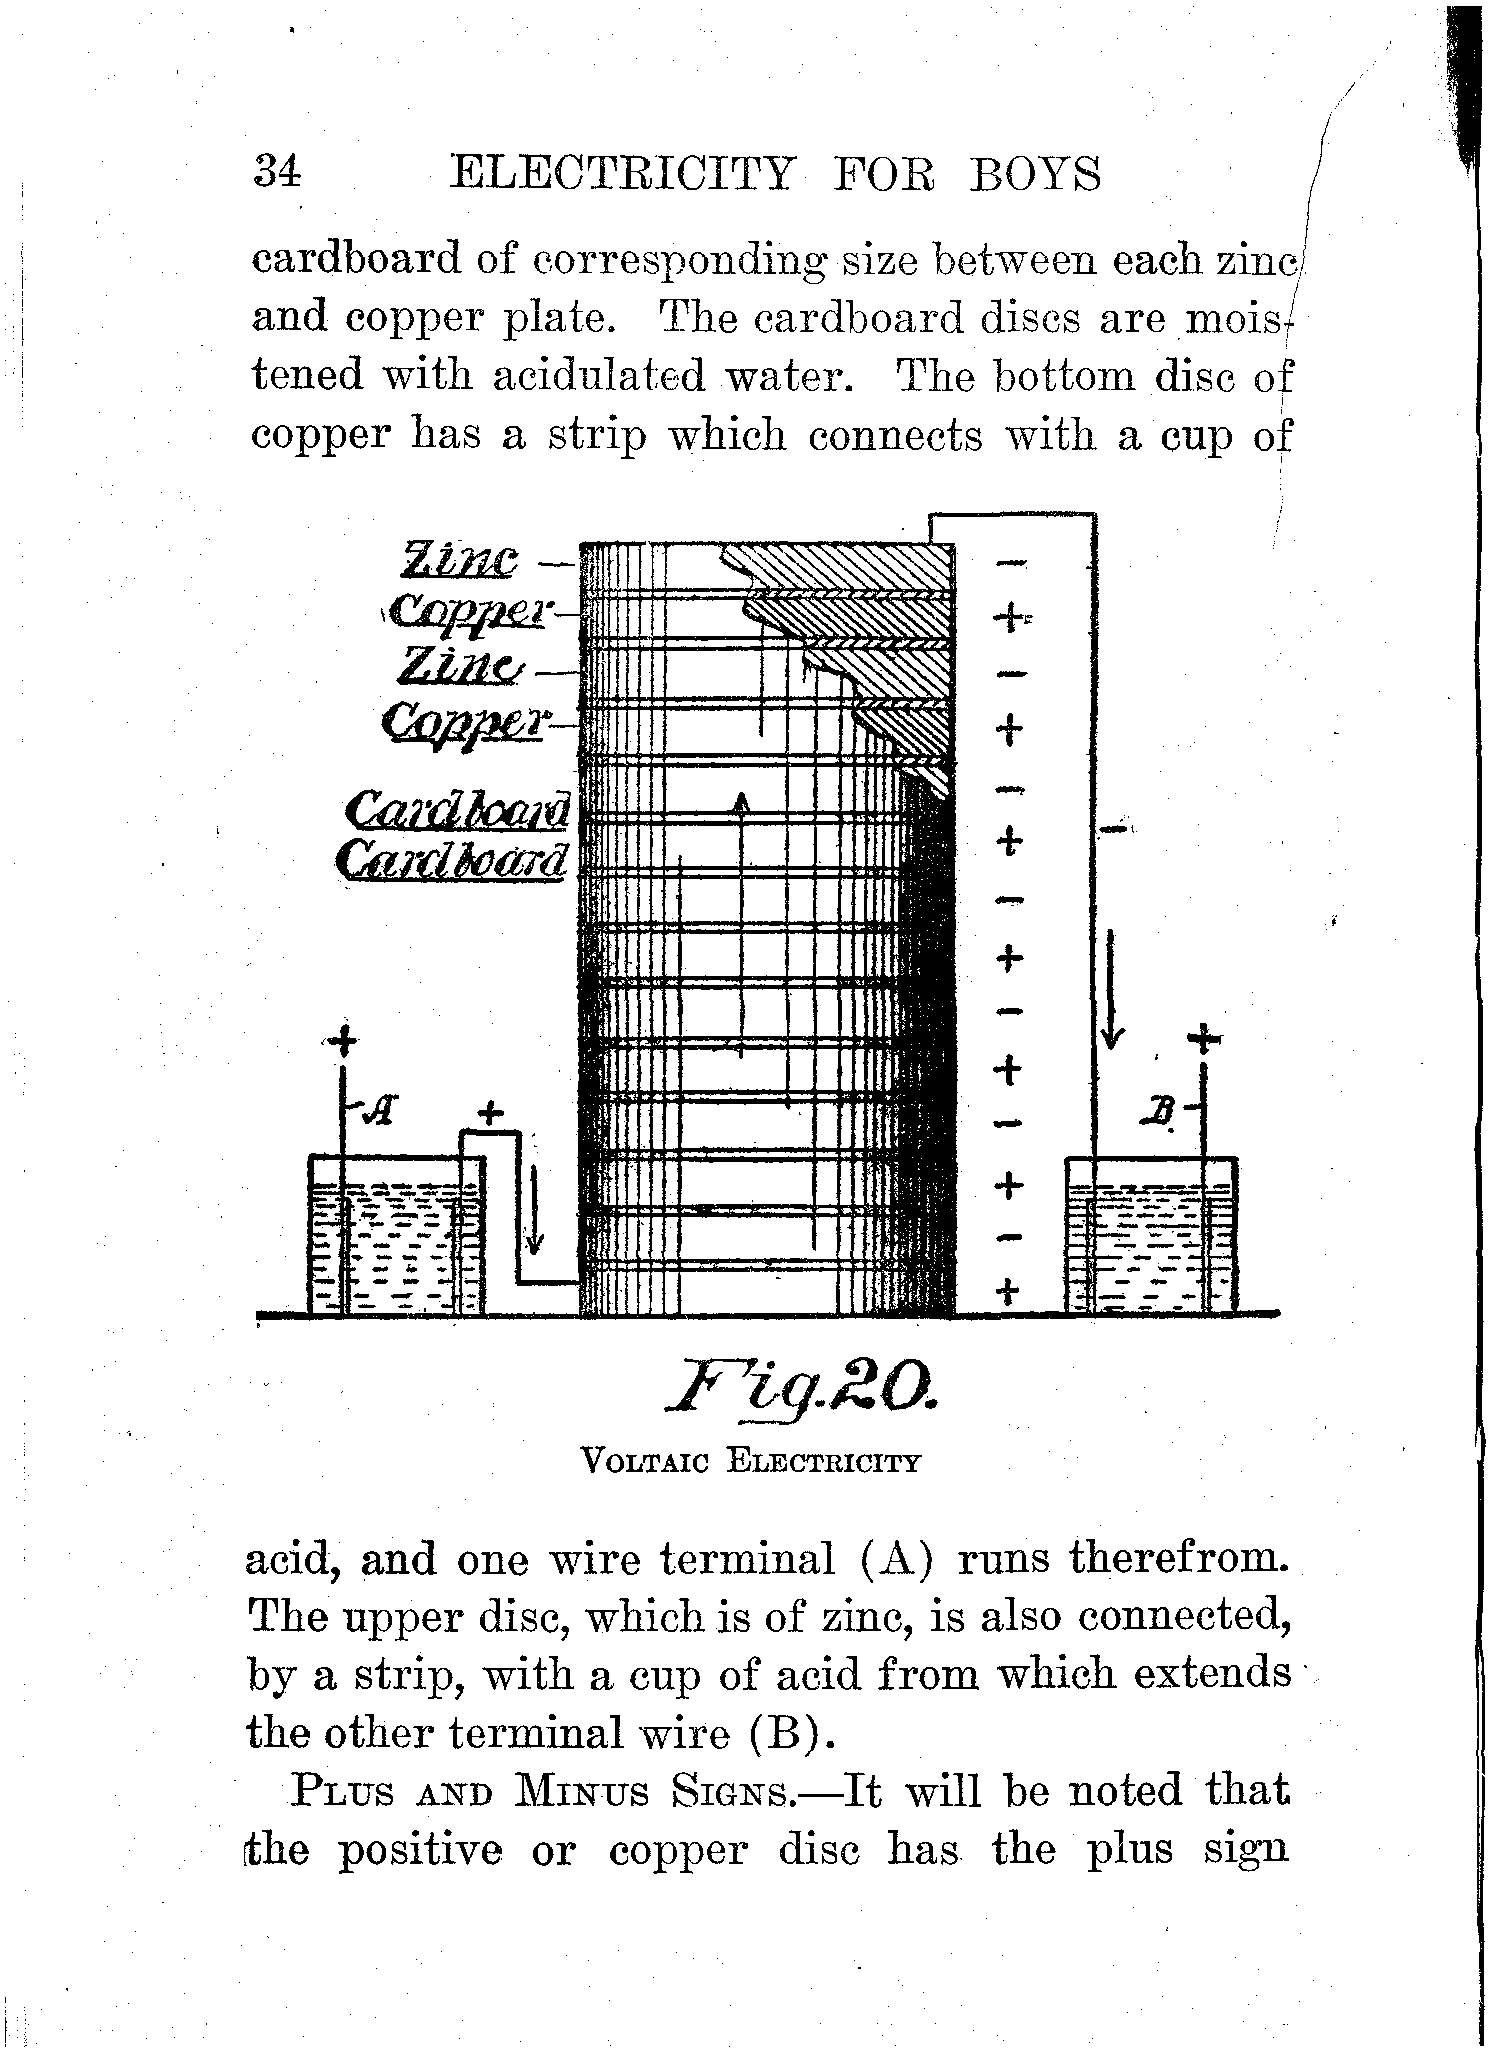 34 ELECTRICITY FOR BOYS
cardboard of corresponding size between each zinc
and copper plate. The cardboard discs are mois-
tened with acidulated water. The bottom disc of
copper has a strip which connects with a cup of
Zinc
Copper
Zinc
Copper
Cardboard
Cardboard
−
+
−
+
−
+
−
+
−
+
−
+
−
+
−
+
A
+
+
B
Fig. 20.
VOLTAIC ELECTRICITY
acid, and one wire terminal (A) runs therefrom.
The upper disc, which is of zinc, is also connected,
by a strip, with a cup of acid from which extends
the other terminal wire (B).
PLUS AND MINUS SIGNS.—It will be noted that
the positive or copper disc has the plus sign